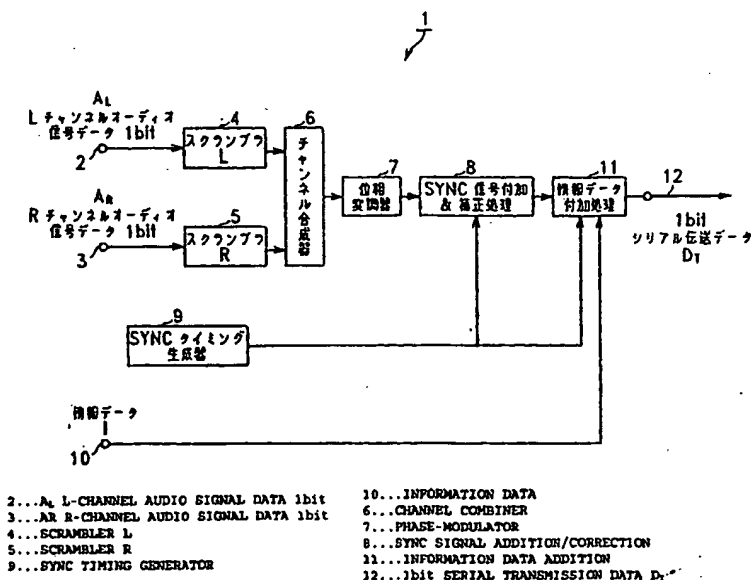 1
AL
Lチャンネルオーディオ
信号データ 1bit
2
4
スクランブラ
L
6
チャンネル合成器
AR
Rチャンネルオーディオ
信号データ 1bit
3
5
スクランブラ
R
7
位相
変調器
8
SYNC 信号付加
& 補正処理
11
情報データ
付加処理
12
1bit
シリアル伝送データ
DT
9
SYNC タイミング
生成器
情報データ
I
10
2...AL L-CHANNEL AUDIO SIGNAL DATA 1bit
3...AR R-CHANNEL AUDIO SIGNAL DATA 1bit
4...SCRAMBLER L
5...SCRAMBLER R
9...SYNC TIMING GENERATOR
10...INFORMATION DATA
6...CHANNEL COMBINER
7...PHASE-MODULATOR
8...SYNC SIGNAL ADDITION/CORRECTION
11...INFORMATION DATA ADDITION
12...1bit SERIAL TRANSMISSION DATA DT